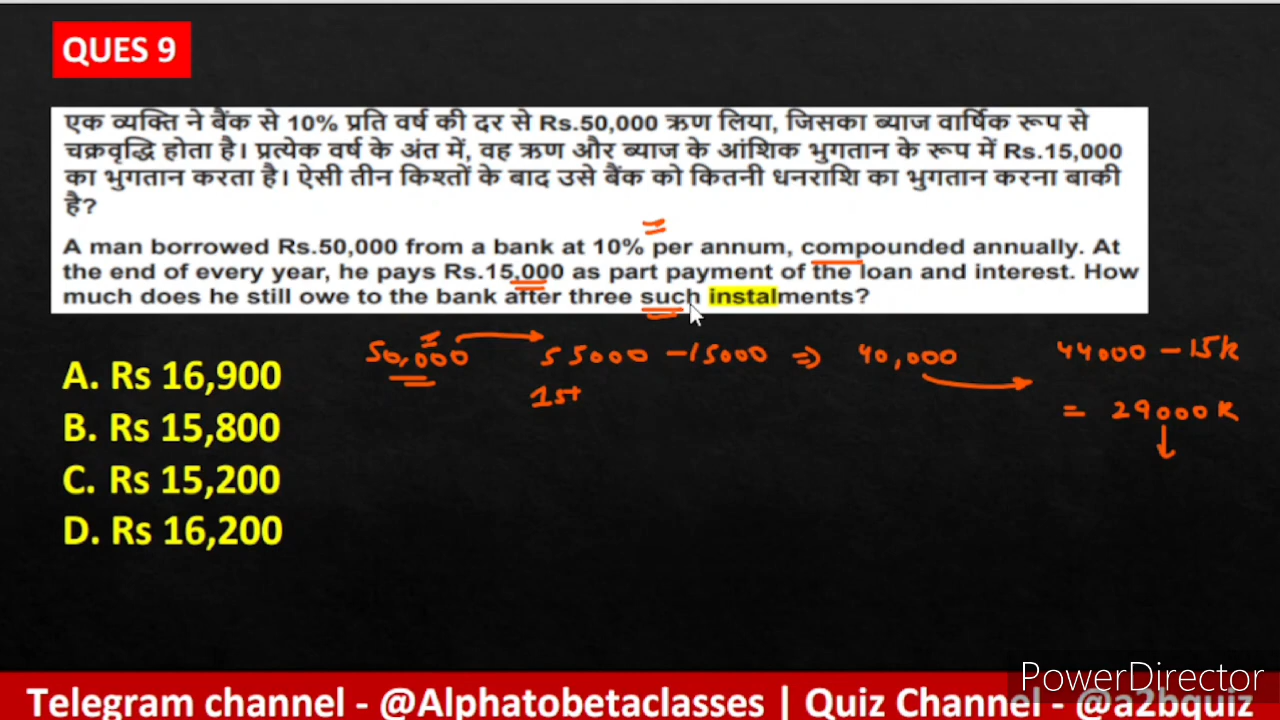 QUES 9
एक व्यक्ति ने बैंक से 10% प्रति वर्ष की दर से Rs.50,000 ऋण लिया, जिसका ब्याज वार्षिक रूप से
चक्रवृद्धि होता है। प्रत्येक वर्ष के अंत में, वह ऋण और ब्याज के आंशिक भुगतान के रूप में Rs.15,000
का भुगतान करता है। ऐसी तीन किश्तों के बाद उसे बैंक को कितनी धनराशि का भुगतान करना बाकी
है?
A man borrowed Rs.50,000 from a bank at 10% per annum, compounded annually. At
the end of every year, he pays Rs.15,000 as part payment of the loan and interest. How
much does he still owe to the bank after three such instalments?
50,000 → 55000 - 15000 ⇒ 40,000 44000 - 15k
1st
= 29000k
↓
A. Rs 16,900
B. Rs 15,800
C. Rs 15,200
D. Rs 16,200
PowerDirector
Telegram channel - @Alphatobetaclasses | Quiz Channel - @a2bquiz